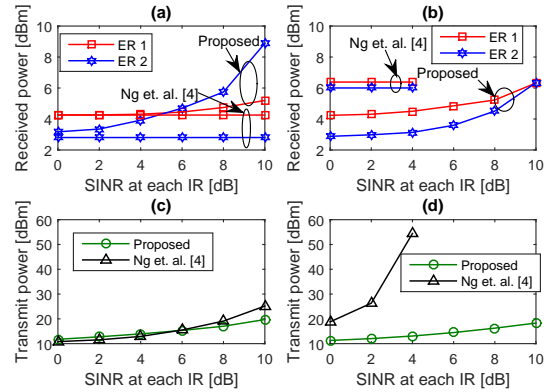 (a)
Received power [dBm]
10
8
6
4
2
ER 1
ER 2
Proposed
Ng et. al. [4]
0 2 4 6 8 10
SINR at each IR [dB]
(b)
Received power [dBm]
10
8
6
4
2
ER 1
ER 2
Ng et. al. [4]
Proposed
0 2 4 6 8 10
SINR at each IR [dB]
(c)
Transmit power [dBm]
60
50
40
30
20
10
Proposed
Ng et. al. [4]
0 2 4 6 8 10
SINR at each IR [dB]
(d)
Transmit power [dBm]
60
50
40
30
20
10
Proposed
Ng et. al. [4]
0 2 4 6 8 10
SINR at each IR [dB]